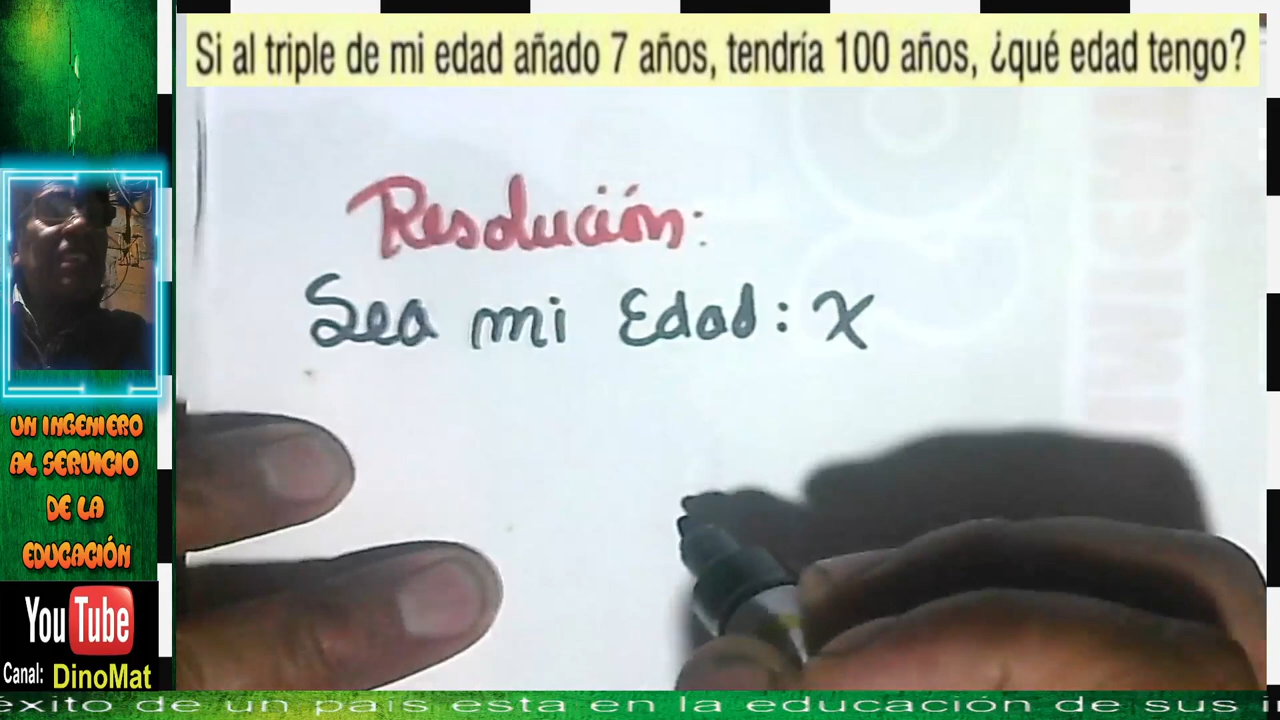 Si al triple de mi edad añado 7 años, tendría 100 años, ¿qué edad tengo?
Resolución:
Sea mi Edad: x
UN INGENIERO
AL SERVICIO
DE LA
EDUCACIÓN
YouTube
Canal: DinoMat
éxito de un país esta en la educación de sus